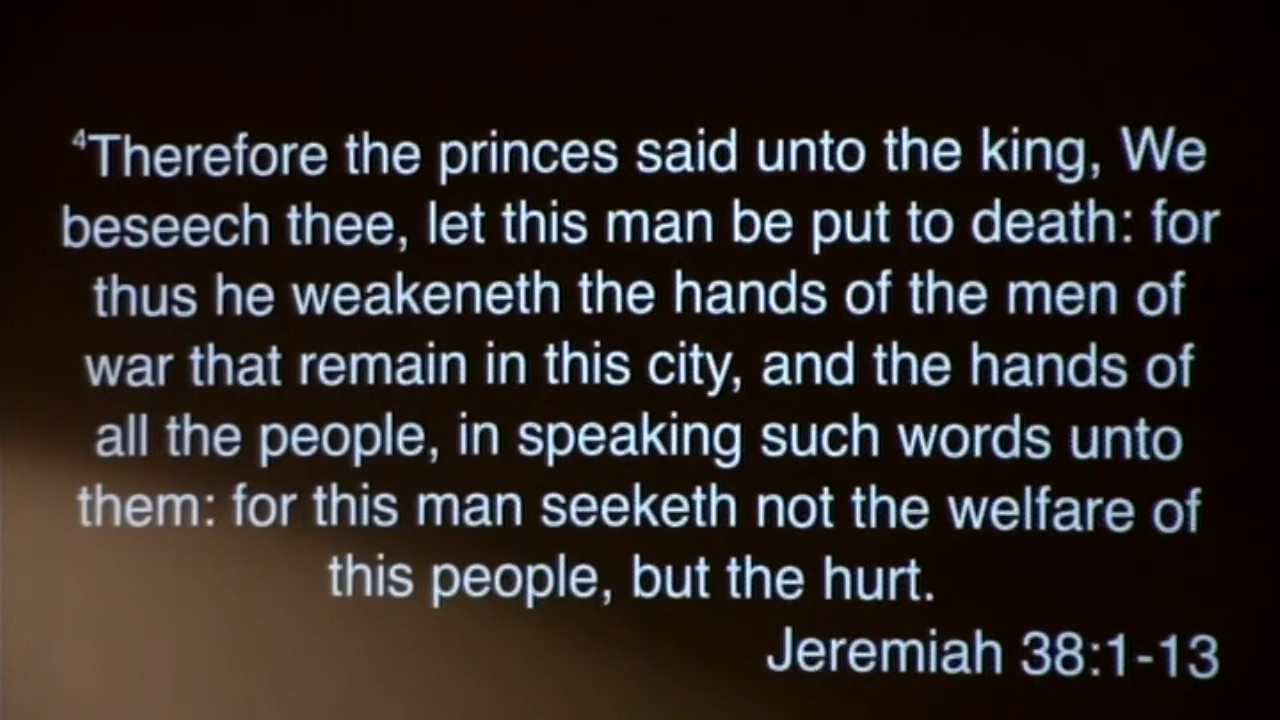 ⁴Therefore the princes said unto the king, We
beseech thee, let this man be put to death: for
thus he weakeneth the hands of the men of
war that remain in this city, and the hands of
all the people, in speaking such words unto
them: for this man seeketh not the welfare of
this people, but the hurt.
Jeremiah 38:1-13